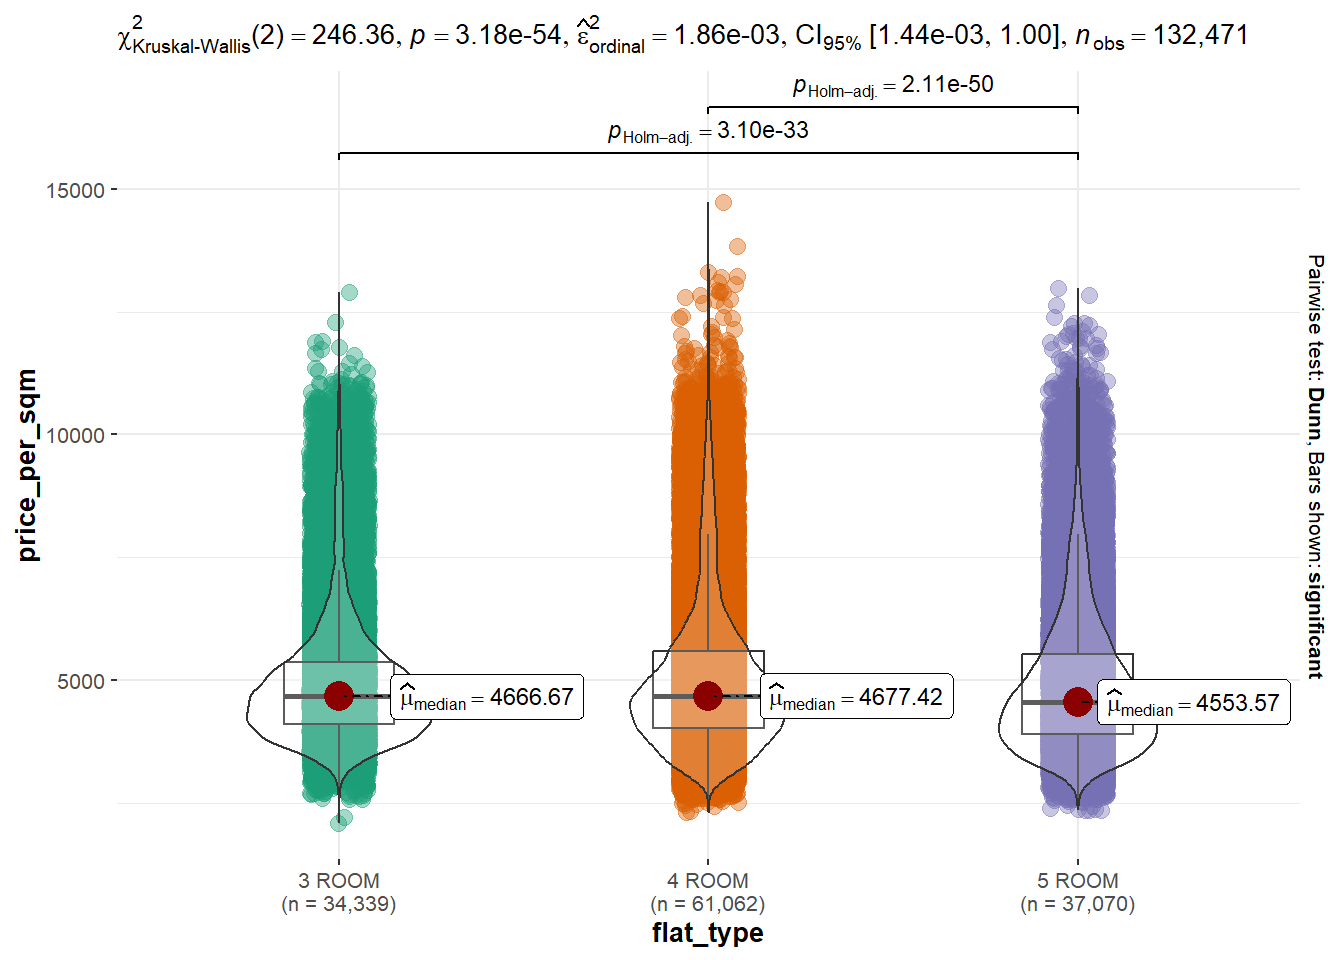 χ²Kruskal-Wallis(2) = 246.36, p = 3.18e-54, ε̂²ordinal = 1.86e-03, CI95% [1.44e-03, 1.00], nobs = 132,471
pHolm–adj. = 2.11e-50
pHolm–adj. = 3.10e-33
15000
10000
5000
price_per_sqm
μ̂median = 4666.67
μ̂median = 4677.42
μ̂median = 4553.57
Pairwise test: Dunn, Bars shown: significant
3 ROOM
(n = 34,339)
4 ROOM
(n = 61,062)
5 ROOM
(n = 37,070)
flat_type